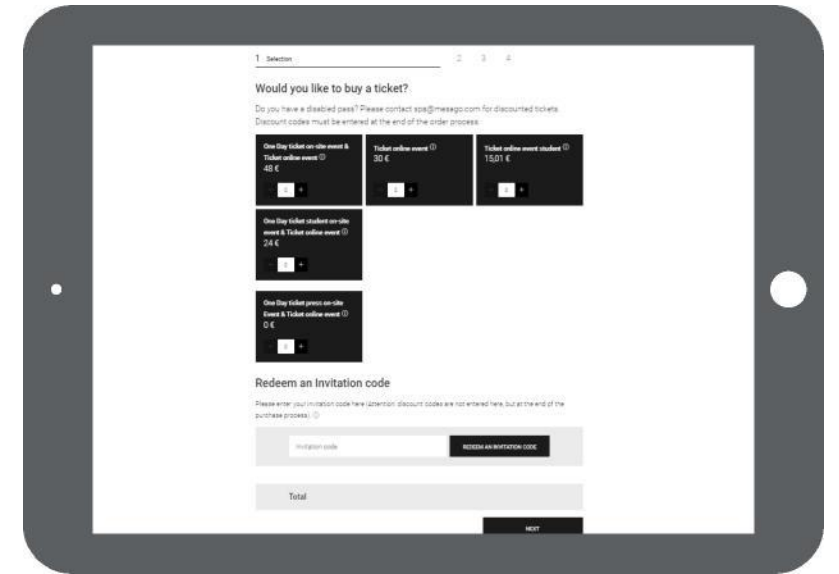 1 Selection 2 3 4
Would you like to buy a ticket?
Do you have a disabled pass? Please contact spa@mesago.com for discounted tickets.
Discount codes must be entered at the end of the order process.
One Day ticket on-site event &
Ticket online event
48 €
- 0 +
Ticket online event
30 €
- 0 +
Ticket online event student
15,01 €
- 0 +
One Day ticket student on-site
event & Ticket online event
24 €
- 0 +
One Day ticket press on-site
Event & Ticket online event
0 €
- 0 +
Redeem an Invitation code
Please enter your invitation code here (Attention: discount codes are not entered here, but at the end of the
purchase process).
Invitation code
REDEEM AN INVITATION CODE
Total
NEXT